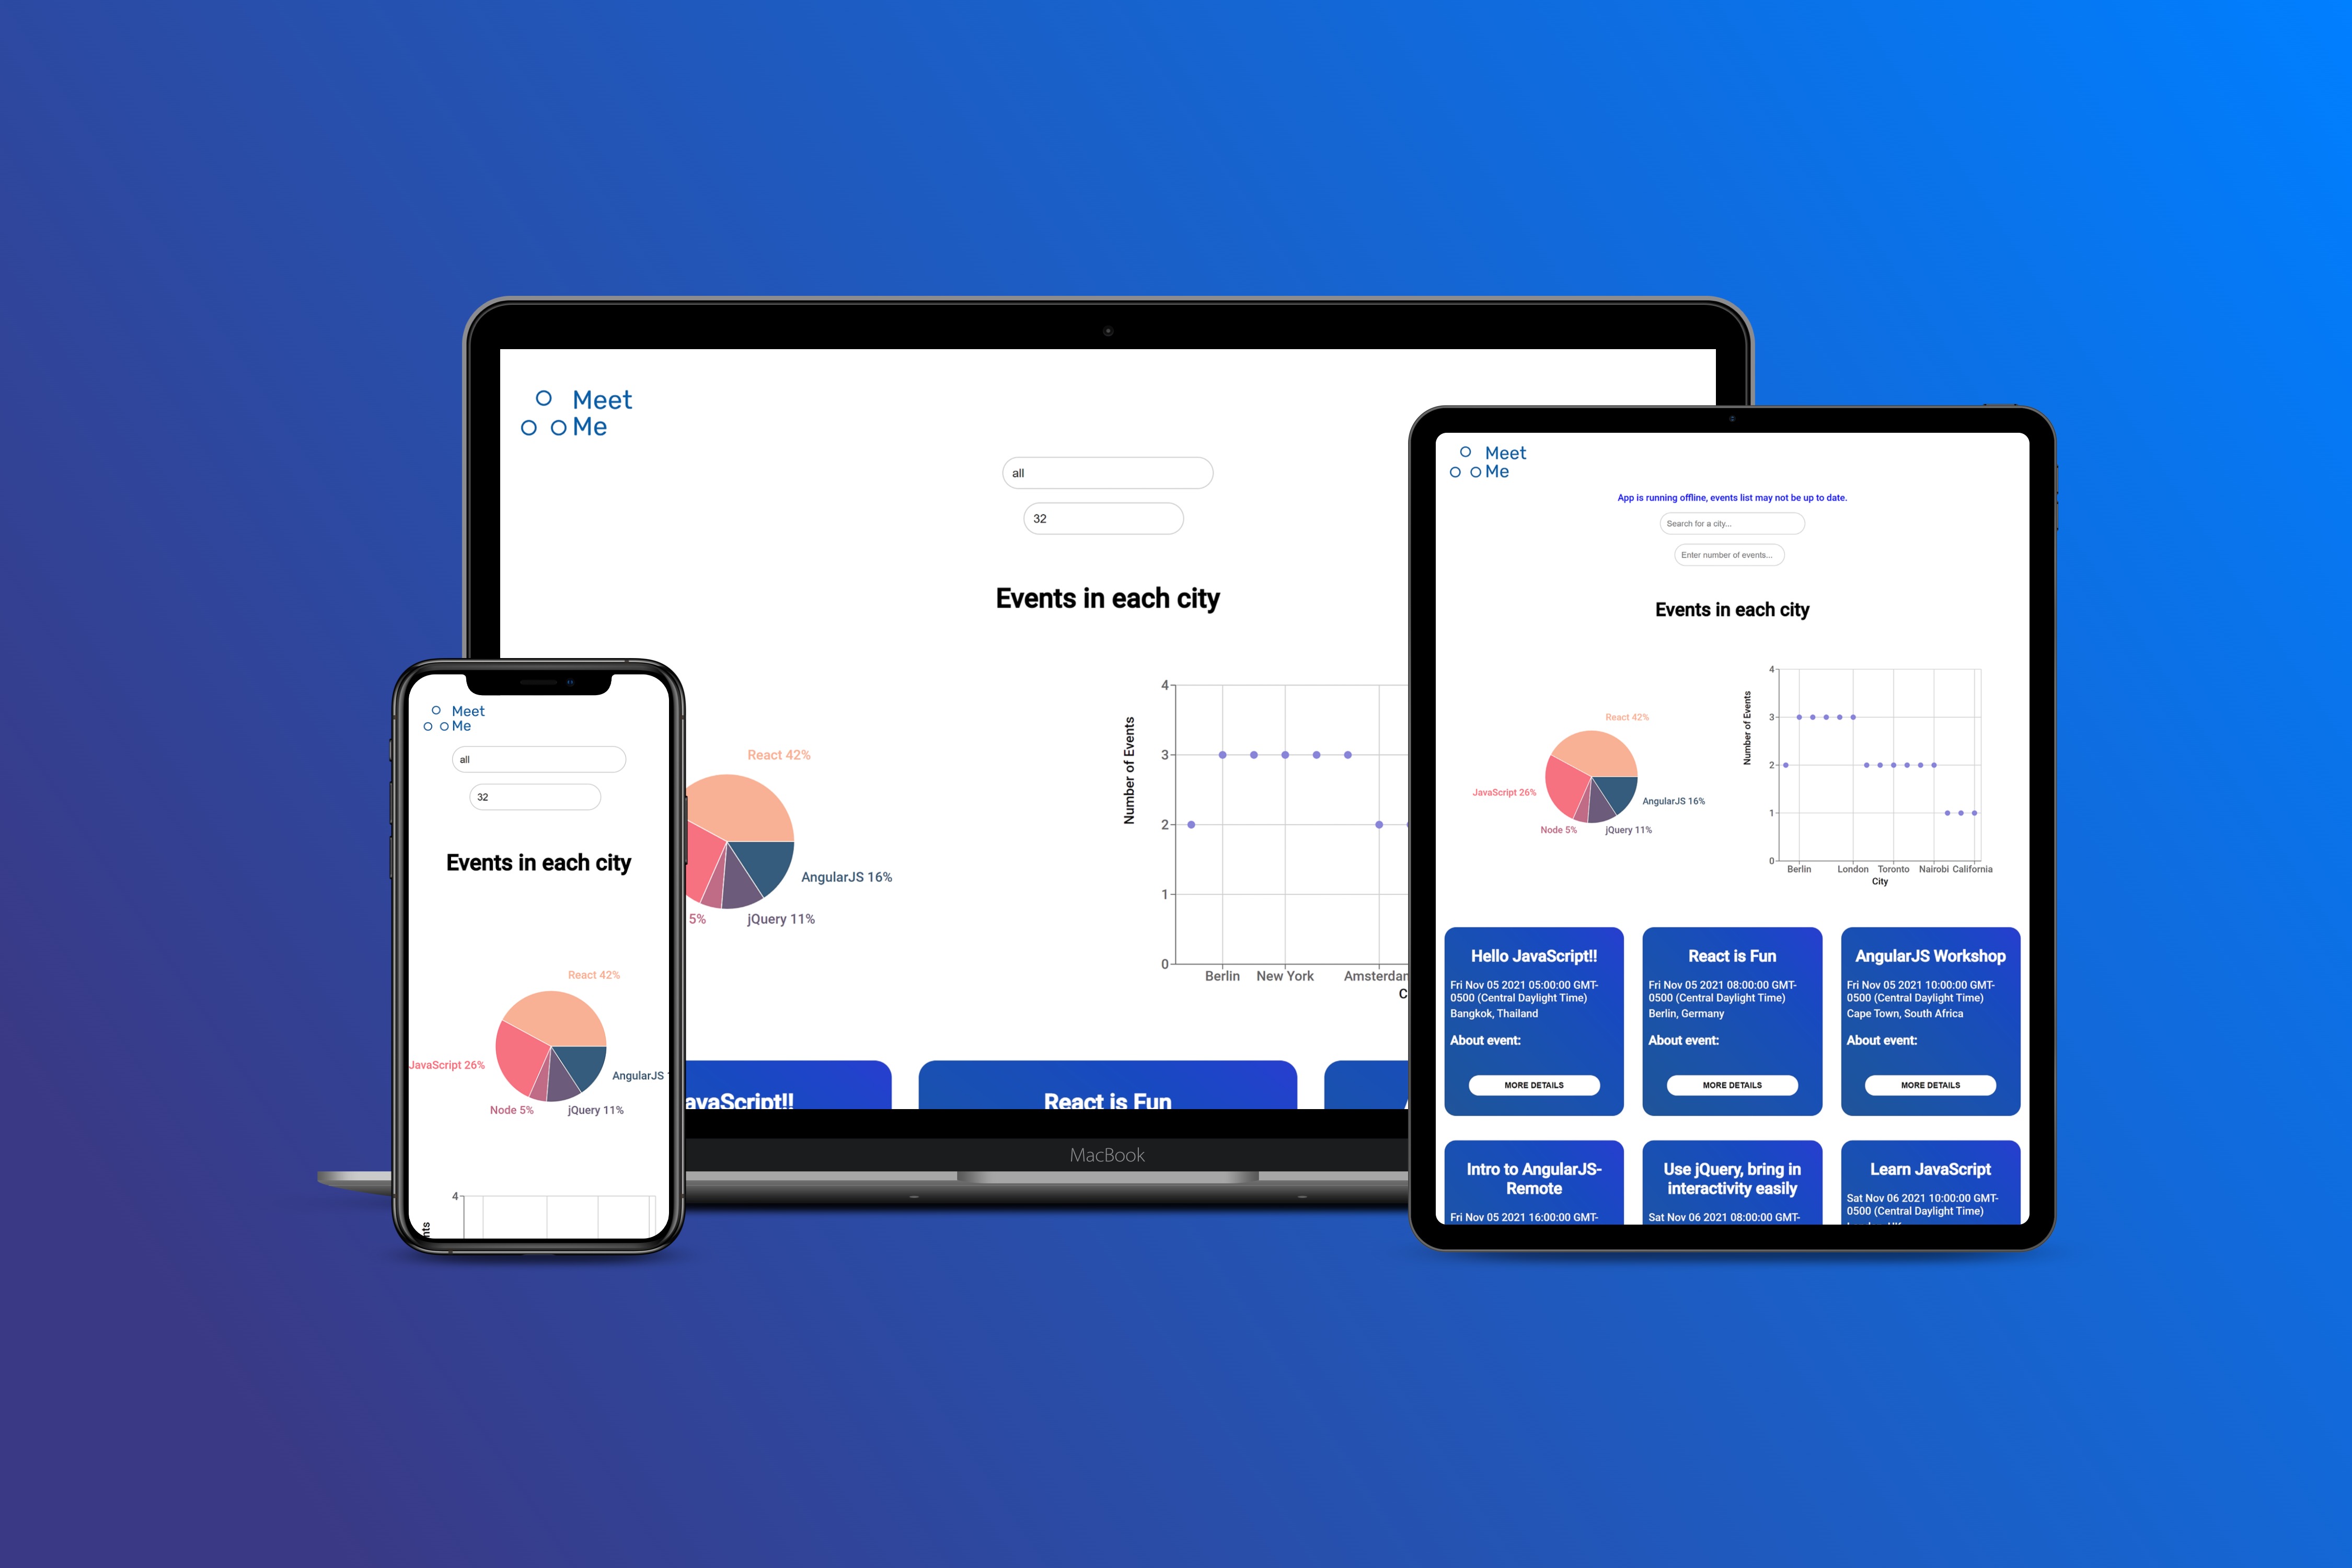 Meet
Me
all
32
Events in each city
React 42%
AngularJS 16%
jQuery 11%
5%
Number of Events
4
3
2
1
0
Berlin New York
React is Fun
MacBook
Meet
Me
all
32
Events in each city
React 42%
JavaScript 26%
AngularJS
Node 5%
jQuery 11%
4
Meet
Me
App is running offline, events list may not be up to date.
Search for a city...
Enter number of events...
Events in each city
React 42%
JavaScript 26%
AngularJS 16%
Node 5%
jQuery 11%
Number of Events
4
3
2
1
0
Berlin London Toronto Nairobi California
City
Hello JavaScript!!
Fri Nov 05 2021 05:00:00 GMT-
0500 (Central Daylight Time)
Bangkok, Thailand
About event:
MORE DETAILS
React is Fun
Fri Nov 05 2021 08:00:00 GMT-
0500 (Central Daylight Time)
Berlin, Germany
About event:
MORE DETAILS
AngularJS Workshop
Fri Nov 05 2021 10:00:00 GMT-
0500 (Central Daylight Time)
Cape Town, South Africa
About event:
MORE DETAILS
Intro to AngularJS-
Remote
Fri Nov 05 2021 16:00:00 GMT-
Use jQuery, bring in
interactivity easily
Sat Nov 06 2021 08:00:00 GMT-
Learn JavaScript
Sat Nov 06 2021 10:00:00 GMT-
0500 (Central Daylight Time)